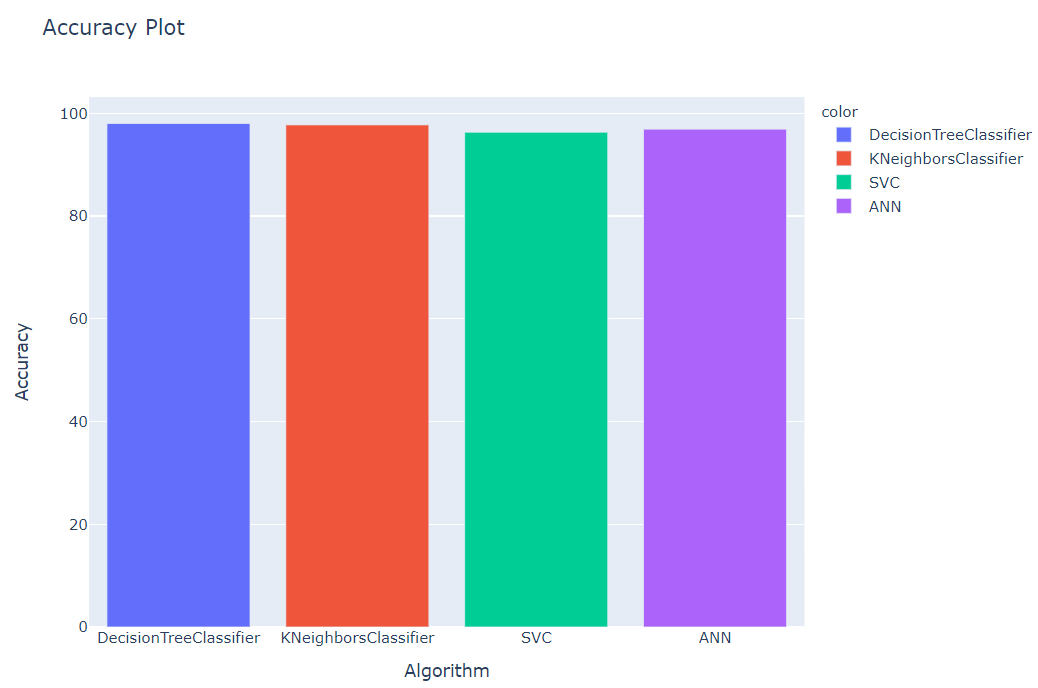 Accuracy Plot
100
80
60
40
20
0
Accuracy
DecisionTreeClassifier
KNeighborsClassifier
SVC
ANN
Algorithm
color
DecisionTreeClassifier
KNeighborsClassifier
SVC
ANN